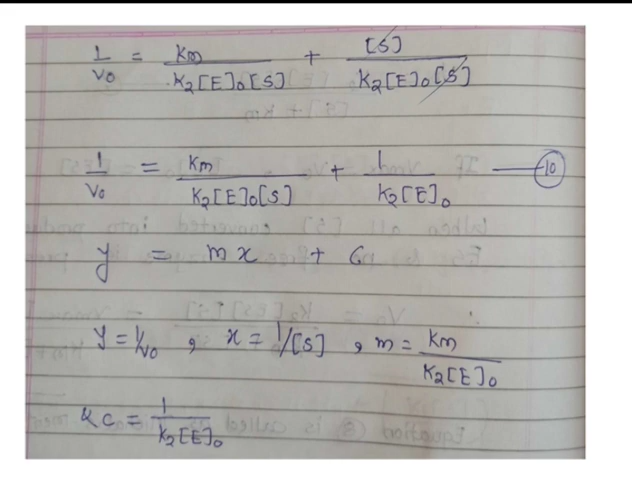 1/V₀ = Km/K₂[E]₀[S] + [S]/K₂[E]₀[S]
1/V₀ = Km/K₂[E]₀[S] + 1/K₂[E]₀ — 10
y = mx + C
y = 1/V₀ , x = 1/[S] , m = Km/K₂[E]₀
& C = 1/K₂[E]₀